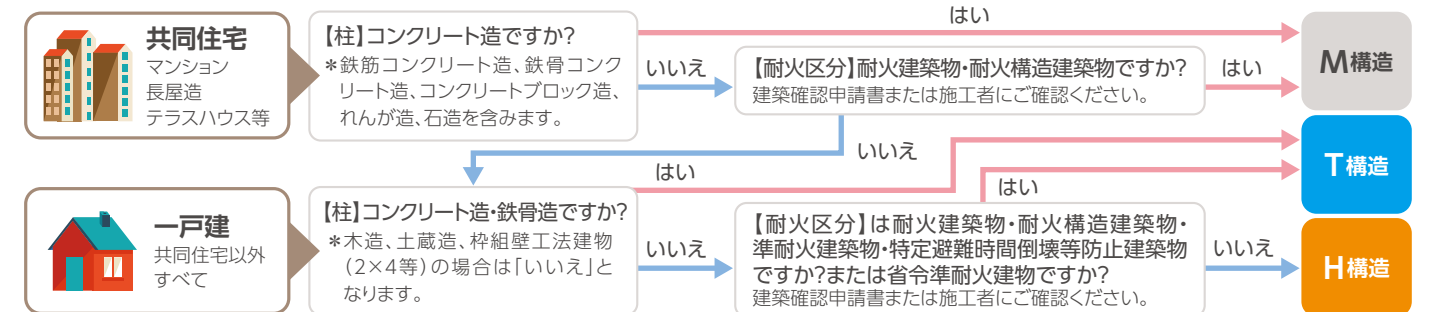 共同住宅
マンション
長屋造
テラスハウス等
【柱】コンクリート造ですか?
＊鉄筋コンクリート造、鉄骨コンク
リート造、コンクリートブロック造、
れんが造、石造を含みます。
はい
いいえ
【耐火区分】耐火建築物・耐火構造建築物ですか?
建築確認申請書または施工者にご確認ください。
はい
M構造
いいえ
はい
T構造
一戸建
共同住宅以外
すべて
【柱】コンクリート造・鉄骨造ですか?
＊木造、土蔵造、枠組壁工法建物
（2×4等）の場合は「いいえ」と
なります。
いいえ
はい
【耐火区分】は耐火建築物・耐火構造建築物・
準耐火建築物・特定避難時間倒壊等防止建築物
ですか?または省令準耐火建物ですか?
建築確認申請書または施工者にご確認ください。
いいえ
H構造